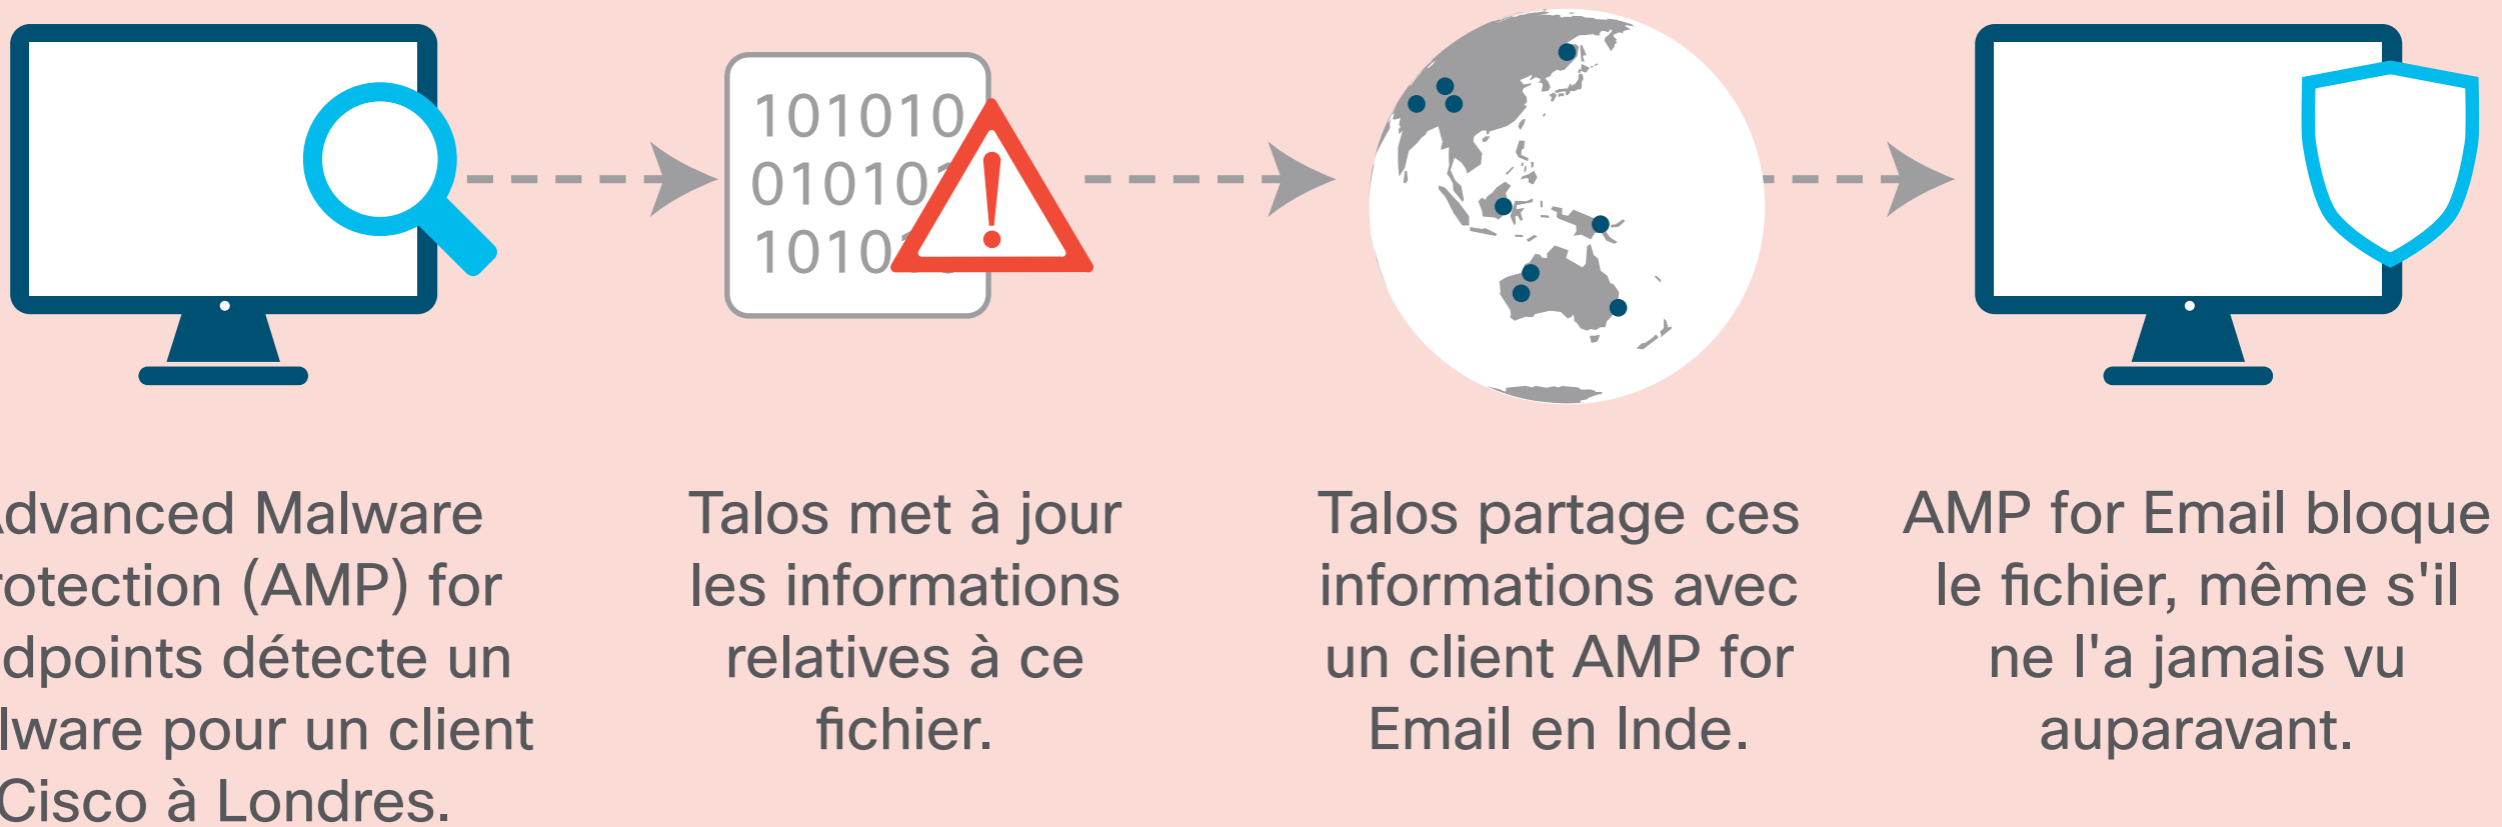 101010
01010
1010
dvanced Malware
otection (AMP) for
dpoints détecte un
lware pour un client
Cisco à Londres.
Talos met à jour
les informations
relatives à ce
fichier.
Talos partage ces
informations avec
un client AMP for
Email en Inde.
AMP for Email bloque
le fichier, même s'il
ne l'a jamais vu
auparavant.